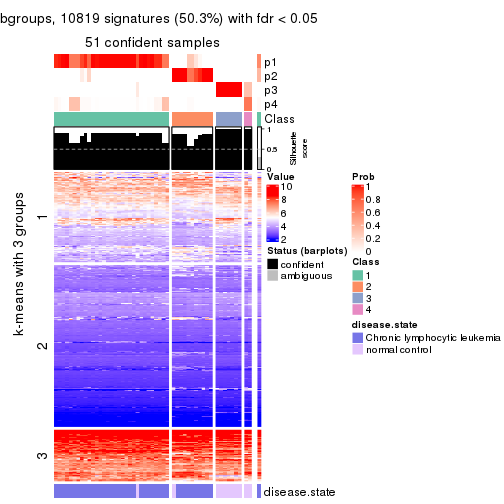 bgroups, 10819 signatures (50.3%) with fdr < 0.05
51 confident samples
p1
p2
p3
p4
Class
1
0.5
0
Silhouette
score
k-means with 3 groups
1
2
3
Value
10
8
6
4
2
Status (barplots)
confident
ambiguous
Prob
1
0.8
0.6
0.4
0.2
0
Class
1
2
3
4
disease.state
Chronic lymphocytic leukemia
normal control
disease.state